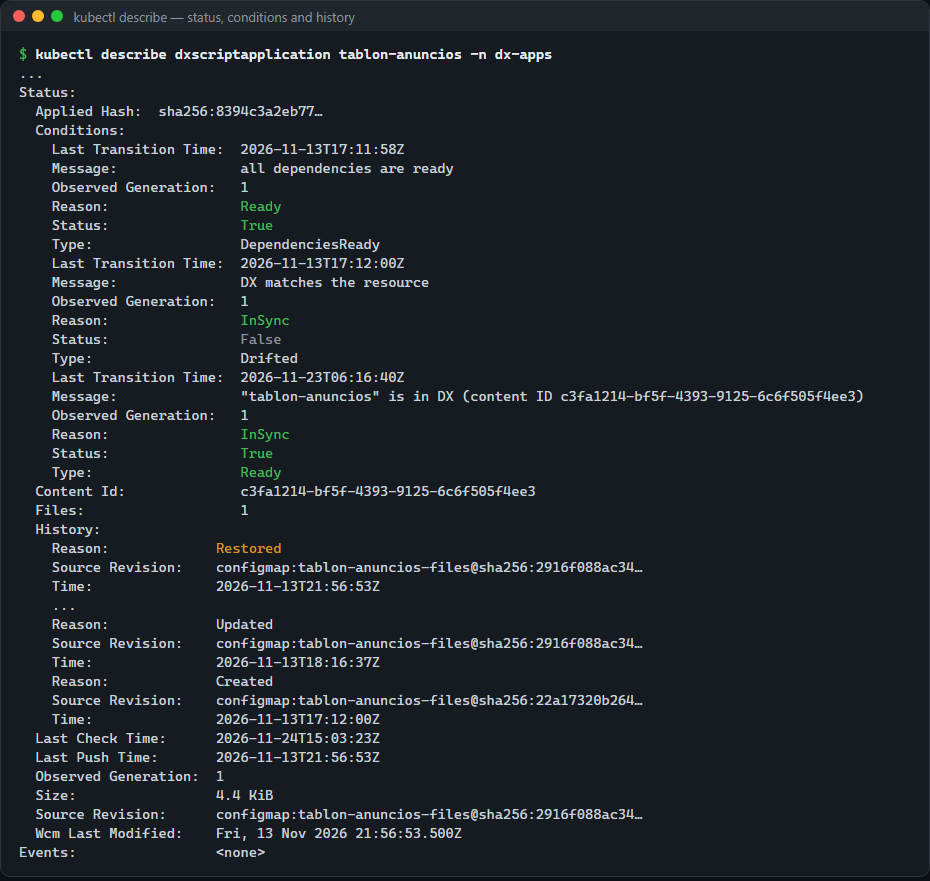 kubectl describe — status, conditions and history
$ kubectl describe dxscriptapplication tablon-anuncios -n dx-apps
...
Status:
  Applied Hash:  sha256:8394c3a2eb77…
  Conditions:
    Last Transition Time:  2026-11-13T17:11:58Z
    Message:               all dependencies are ready
    Observed Generation:   1
    Reason:                Ready
    Status:                True
    Type:                  DependenciesReady
    Last Transition Time:  2026-11-13T17:12:00Z
    Message:               DX matches the resource
    Observed Generation:   1
    Reason:                InSync
    Status:                False
    Type:                  Drifted
    Last Transition Time:  2026-11-23T06:16:40Z
    Message:               "tablon-anuncios" is in DX (content ID c3fa1214-bf5f-4393-9125-6c6f505f4ee3)
    Observed Generation:   1
    Reason:                InSync
    Status:                True
    Type:                  Ready
  Content Id:              c3fa1214-bf5f-4393-9125-6c6f505f4ee3
  Files:                   1
  History:
    Reason:             Restored
    Source Revision:    configmap:tablon-anuncios-files@sha256:2916f088ac34…
    Time:               2026-11-13T21:56:53Z
    ...
    Reason:             Updated
    Source Revision:    configmap:tablon-anuncios-files@sha256:2916f088ac34…
    Time:               2026-11-13T18:16:37Z
    Reason:             Created
    Source Revision:    configmap:tablon-anuncios-files@sha256:22a17320b264…
    Time:               2026-11-13T17:12:00Z
  Last Check Time:      2026-11-24T15:03:23Z
  Last Push Time:       2026-11-13T21:56:53Z
  Observed Generation:  1
  Size:                 4.4 KiB
  Source Revision:      configmap:tablon-anuncios-files@sha256:2916f088ac34…
  Wcm Last Modified:    Fri, 13 Nov 2026 21:56:53.500Z
Events:                 <none>